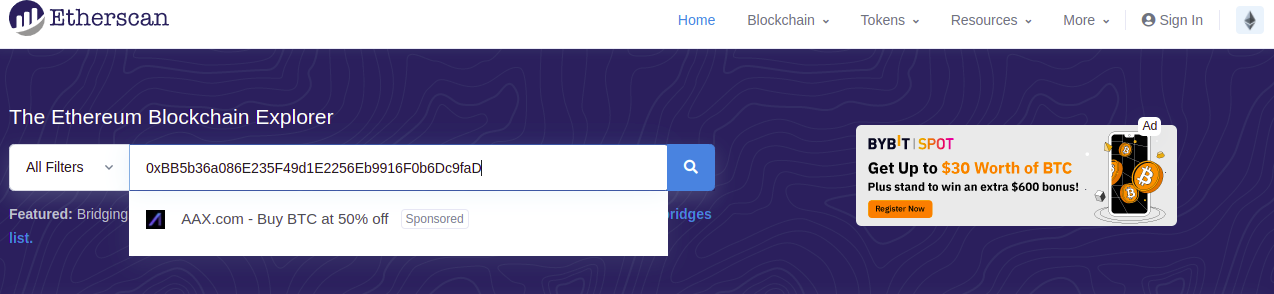 Etherscan
Home Blockchain Tokens Resources More Sign In
The Ethereum Blockchain Explorer
All Filters 0xBB5b36a086E235F49d1E2256Eb9916F0b6Dc9faD
AAX.com - Buy BTC at 50% off Sponsored
Featured: Bridging
list.
Ad
BYBIT | SPOT
Get Up to $30 Worth of BTC
Plus stand to win an extra $600 bonus!
Register Now